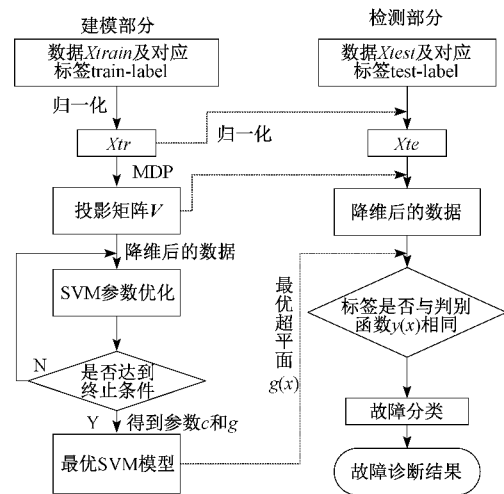 建模部分
数据Xtrain及对应
标签train-label
归一化
Xtr
MDP
投影矩阵V
降维后的数据
SVM参数优化
N
是否达到
终止条件
Y
得到参数c和g
最优SVM模型
检测部分
数据Xtest及对应
标签test-label
归一化
Xte
降维后的数据
最优超平面
g(x)
标签是否与判别
函数y(x)相同
故障分类
故障诊断结果